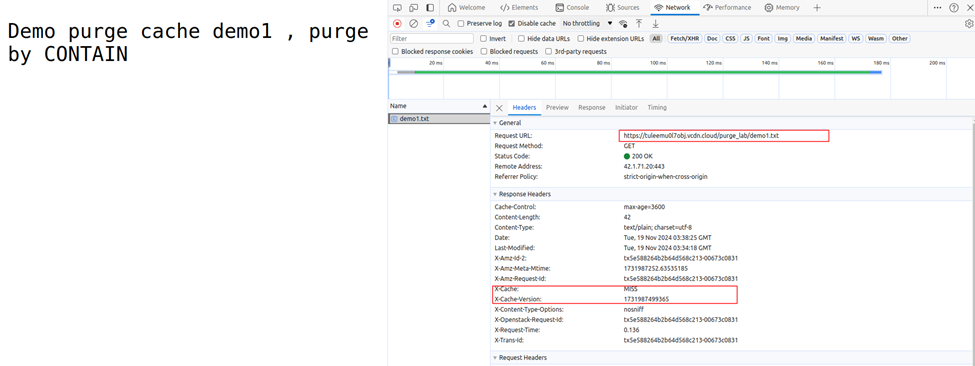 Demo purge cache demo1 , purge
by CONTAIN
Welcome Elements Console Sources Network Performance Memory
Preserve log Disable cache No throttling
Filter Invert Hide data URLs Hide extension URLs All Fetch/XHR Doc CSS JS Font Img Media Manifest WS Wasm Other
Blocked response cookies Blocked requests 3rd-party requests
20 ms 40 ms 60 ms 80 ms 100 ms 120 ms 140 ms 160 ms 180 ms 200 ms
Name
demo1.txt
Headers Preview Response Initiator Timing
General
Request URL: https://tuleemu0l7obj.vcdn.cloud/purge_lab/demo1.txt
Request Method: GET
Status Code: 200 OK
Remote Address: 42.1.71.20:443
Referrer Policy: strict-origin-when-cross-origin
Response Headers
Cache-Control: max-age=3600
Content-Length: 42
Content-Type: text/plain; charset=utf-8
Date: Tue, 19 Nov 2024 03:38:25 GMT
Last-Modified: Tue, 19 Nov 2024 03:34:18 GMT
X-Amz-Id-2: tx5e588264b2b64d568c213-00673c0831
X-Amz-Meta-Mtime: 1731987252.63535185
X-Amz-Request-Id: tx5e588264b2b64d568c213-00673c0831
X-Cache: MISS
X-Cache-Version: 1731987499365
X-Content-Type-Options: nosniff
X-Openstack-Request-Id: tx5e588264b2b64d568c213-00673c0831
X-Request-Time: 0.136
X-Trans-Id: tx5e588264b2b64d568c213-00673c0831
Request Headers